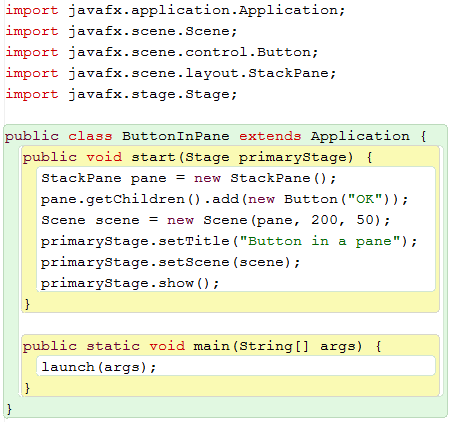 import javafx.application.Application;
import javafx.scene.Scene;
import javafx.scene.control.Button;
import javafx.scene.layout.StackPane;
import javafx.stage.Stage;

public class ButtonInPane extends Application {
  public void start(Stage primaryStage) {
    StackPane pane = new StackPane();
    pane.getChildren().add(new Button("OK"));
    Scene scene = new Scene(pane, 200, 50);
    primaryStage.setTitle("Button in a pane");
    primaryStage.setScene(scene);
    primaryStage.show();
  }

  public static void main(String[] args) {
    launch(args);
  }
}